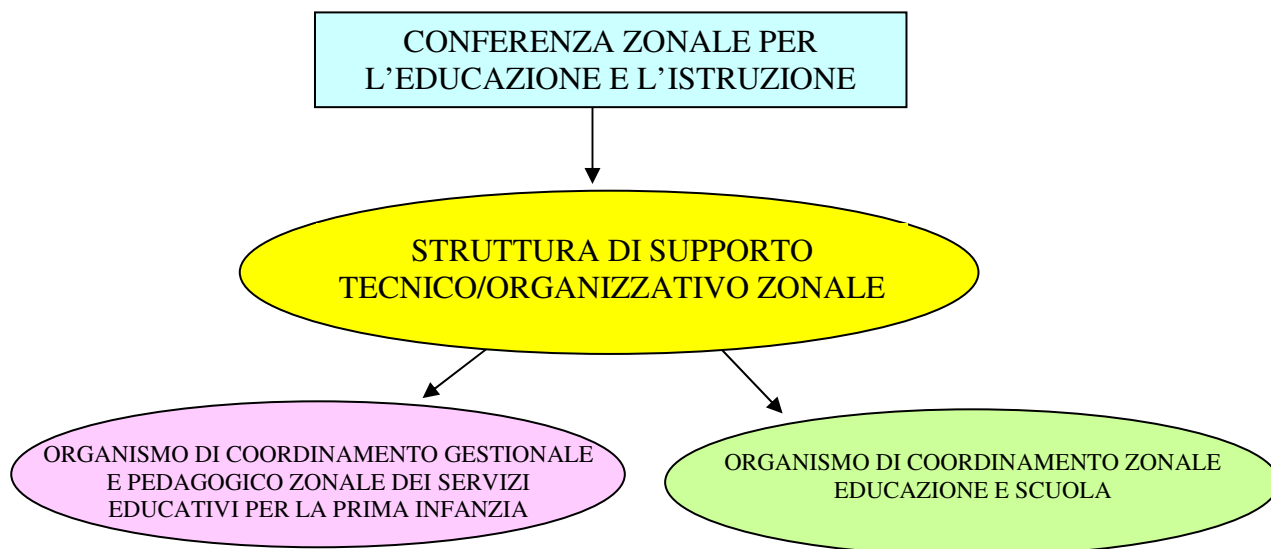 CONFERENZA ZONALE PER
L’EDUCAZIONE E L’ISTRUZIONE
STRUTTURA DI SUPPORTO
TECNICO/ORGANIZZATIVO ZONALE
ORGANISMO DI COORDINAMENTO GESTIONALE
E PEDAGOGICO ZONALE DEI SERVIZI
EDUCATIVI PER LA PRIMA INFANZIA
ORGANISMO DI COORDINAMENTO ZONALE
EDUCAZIONE E SCUOLA